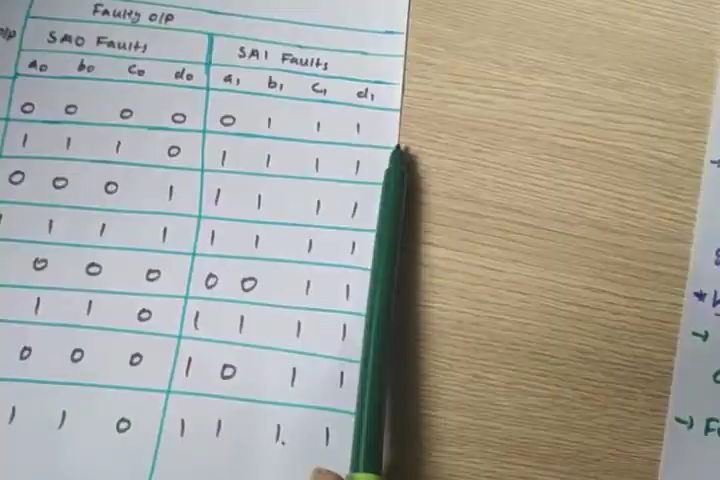 Faulty O/P
O/P SA0 Faults SA1 Faults
a0 b0 c0 d0 a1 b1 c1 d1
0 0 0 0 0 1 1 1
1 1 1 0 1 1 1 1
0 0 0 1 1 1 1 1
1 1 1 1 1 1 1 1
0 0 0 0 0 1 1
1 1 0 1 1 1 1
0 0 0 1 0 1 1
1 1 0 1 1 1. 1